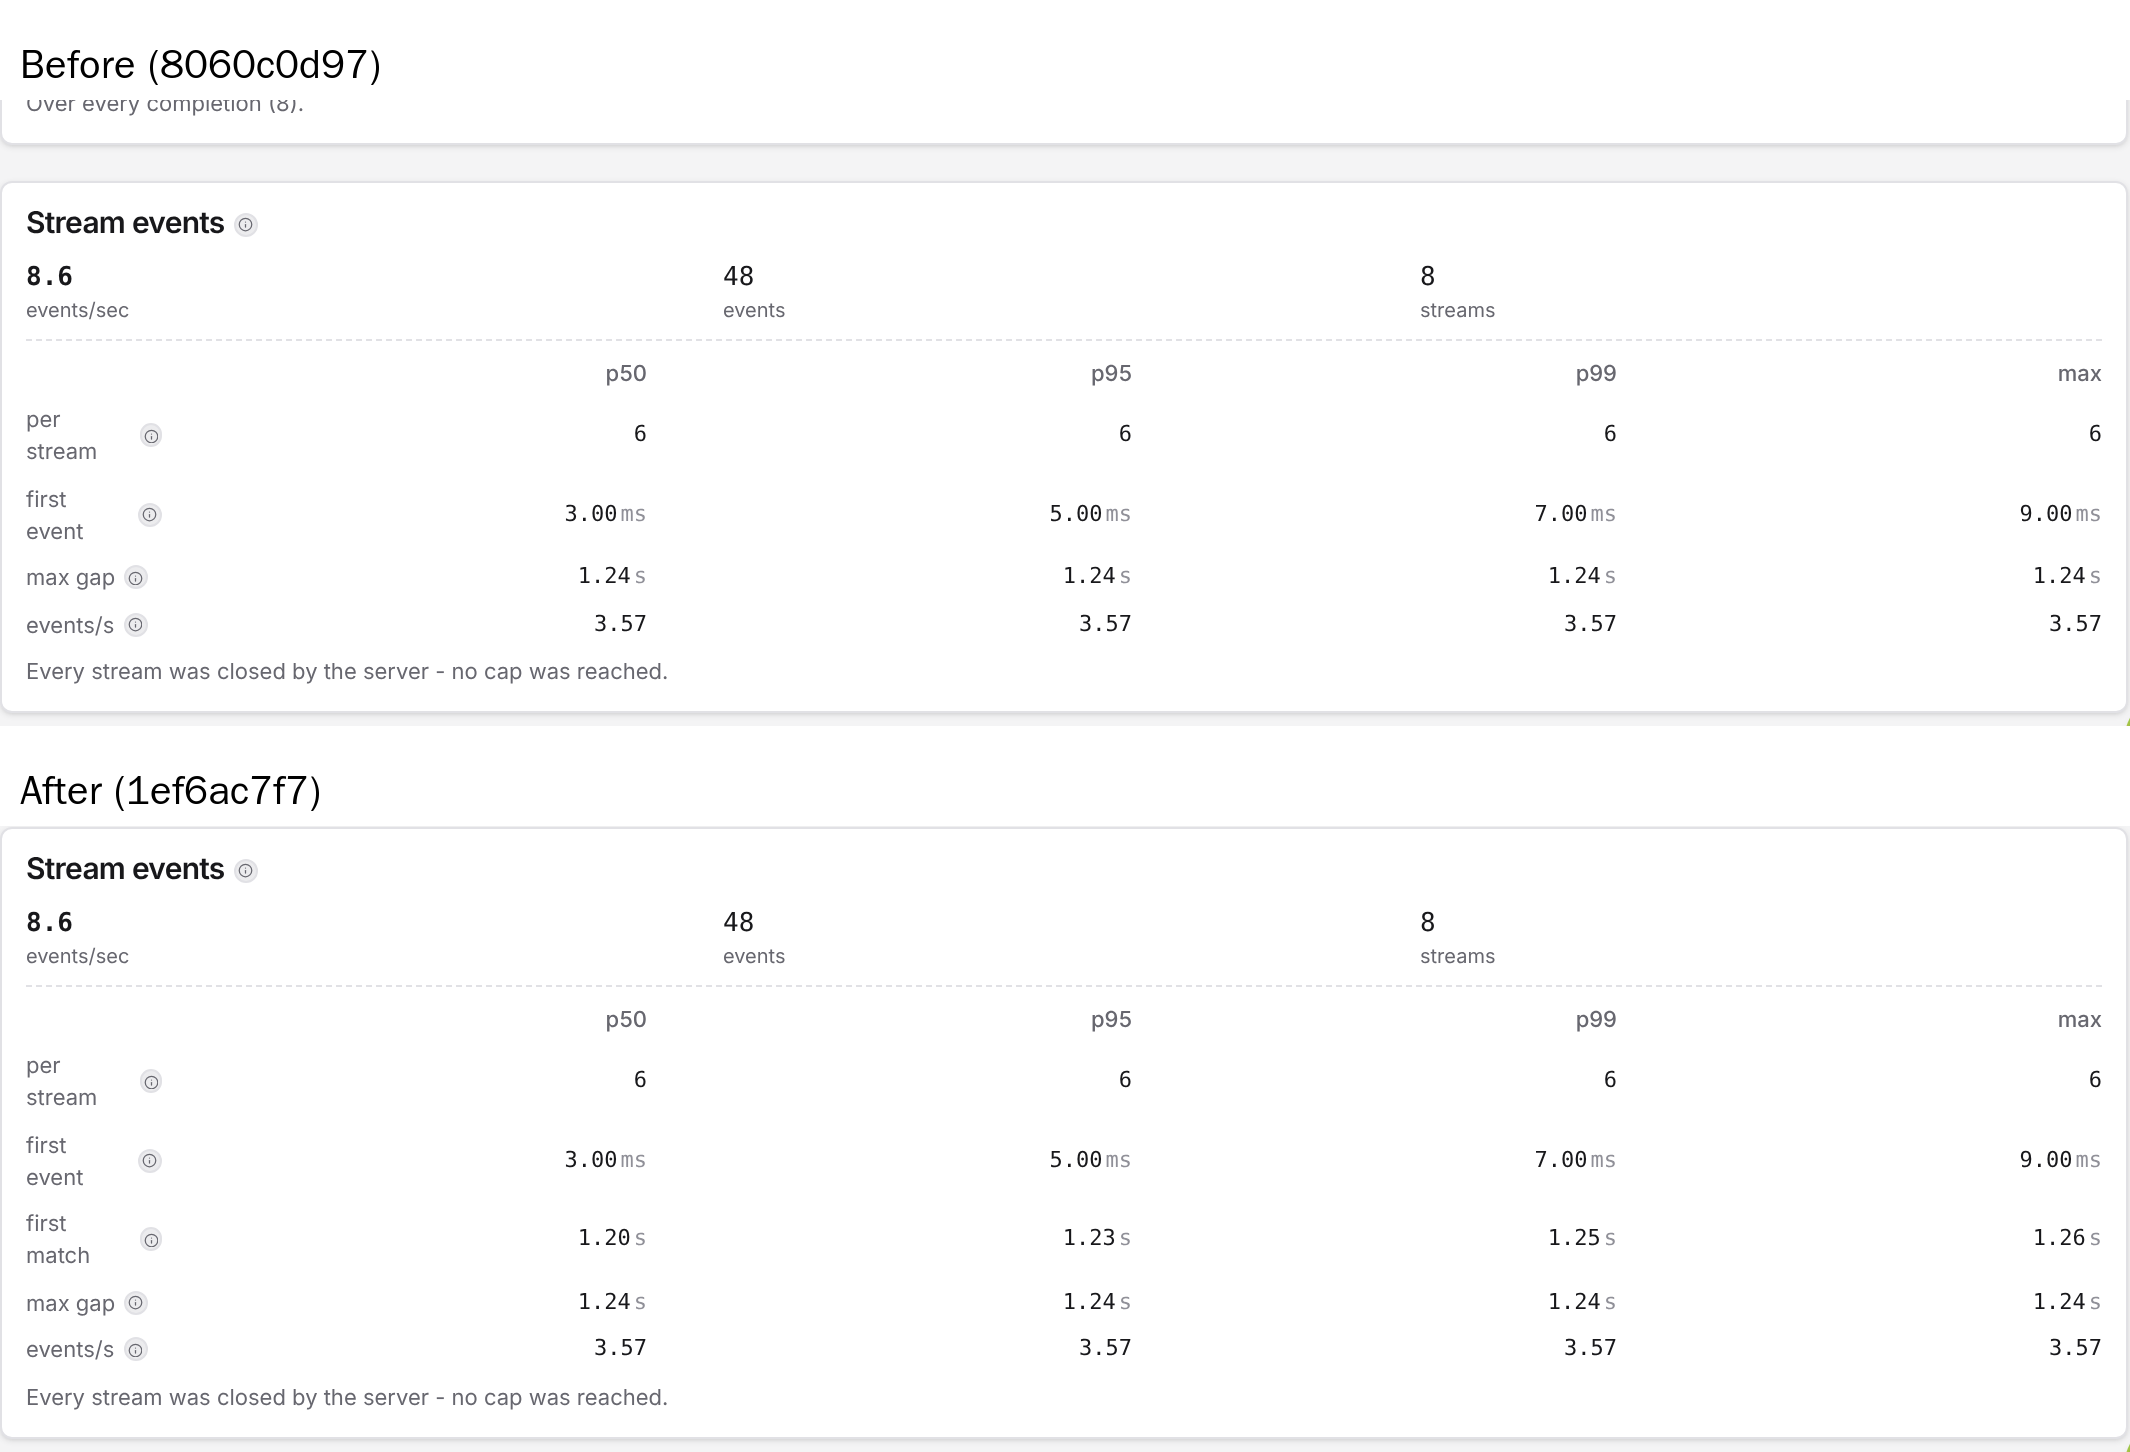 Before (8060c0d97)
Over every completion (8).
Stream events
8.6 48 8
events/sec events streams
p50 p95 p99 max
per
stream
6 6 6 6
first
event
3.00ms 5.00ms 7.00ms 9.00ms
max gap 1.24s 1.24s 1.24s 1.24s
events/s 3.57 3.57 3.57 3.57
Every stream was closed by the server - no cap was reached.
After (1ef6ac7f7)
Stream events
8.6 48 8
events/sec events streams
p50 p95 p99 max
per
stream
6 6 6 6
first
event
3.00ms 5.00ms 7.00ms 9.00ms
first
match
1.20s 1.23s 1.25s 1.26s
max gap 1.24s 1.24s 1.24s 1.24s
events/s 3.57 3.57 3.57 3.57
Every stream was closed by the server - no cap was reached.